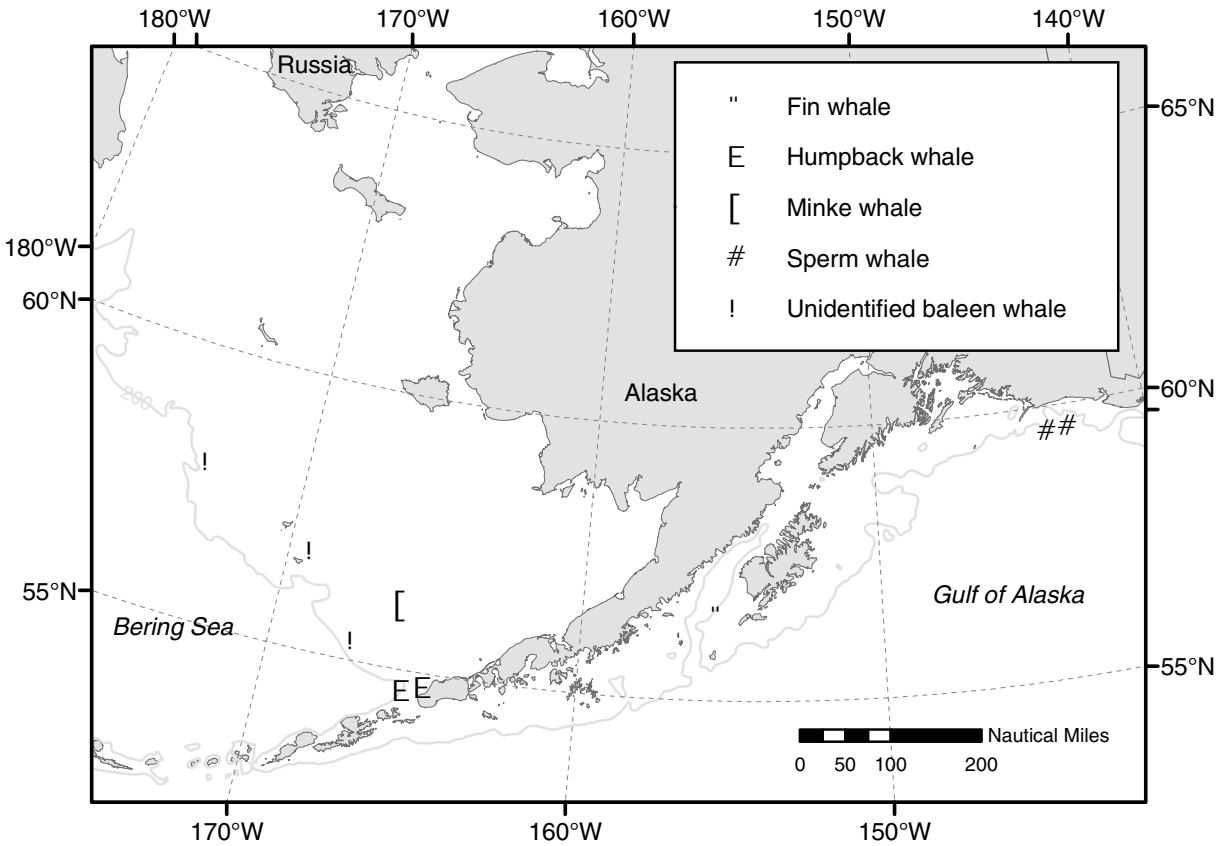 180°W 170°W 160°W 150°W 140°W
Russia
" Fin whale
E Humpback whale
[ Minke whale
# Sperm whale
! Unidentified baleen whale
65°N
180°W
60°N
60°N
200
Alaska
# #
!
!
55°N
[
"
Gulf of Alaska
Bering Sea
!
E E
55°N
Nautical Miles
0 50 100 200
170°W 160°W 150°W